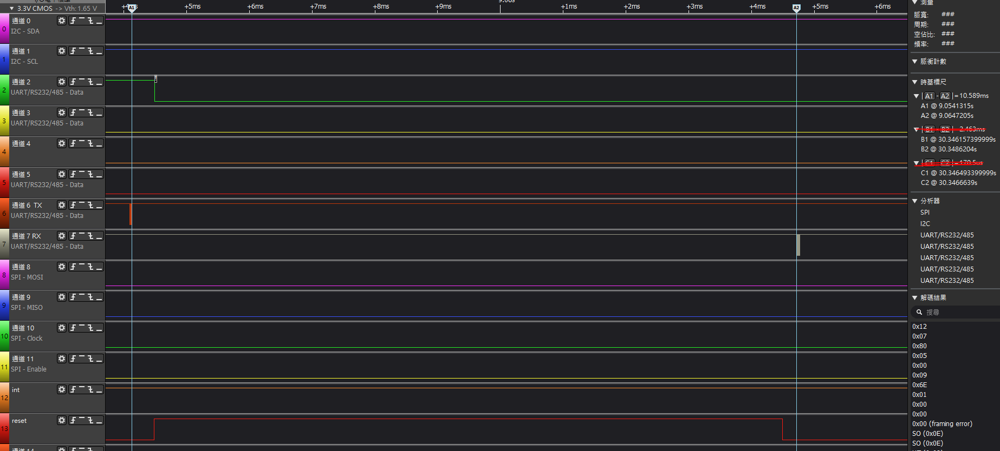 3.3V CMOS -> Vth: 1.65 V
A1
+5ms
+6ms
+7ms
+8ms
+9ms
+1ms
+2ms
+3ms
+4ms
A2
+5ms
+6ms
0
通道 0
I2C - SDA
1
通道 1
I2C - SCL
2
通道 2
UART/RS232/485 - Data
3
通道 3
UART/RS232/485 - Data
4
通道 4
5
通道 5
UART/RS232/485 - Data
6
通道 6 TX
UART/RS232/485 - Data
7
通道 7 RX
UART/RS232/485 - Data
8
通道 8
SPI - MOSI
9
通道 9
SPI - MISO
10
通道 10
SPI - Clock
11
通道 11
SPI - Enable
12
int
13
reset
通道 14
測量
脈寬: ###
周期: ###
空佔比: ###
頻率: ###
脈衝計數
時基標尺
| A1 - A2 | = 10.589ms
A1 @ 9.0541315s
A2 @ 9.0647205s
| B1 - B2 | = 2.463ms
B1 @ 30.346157399999s
B2 @ 30.3486204s
| C1 - C2 | = 170.5us
C1 @ 30.346493399999s
C2 @ 30.3466639s
分析器
SPI
I2C
UART/RS232/485
UART/RS232/485
UART/RS232/485
UART/RS232/485
UART/RS232/485
解碼結果
搜尋
0x12
0x07
0x80
0x05
0x00
0x09
0x6E
0x01
0x00
0x00
0x00 (framing error)
SO (0x0E)
SO (0x0E)